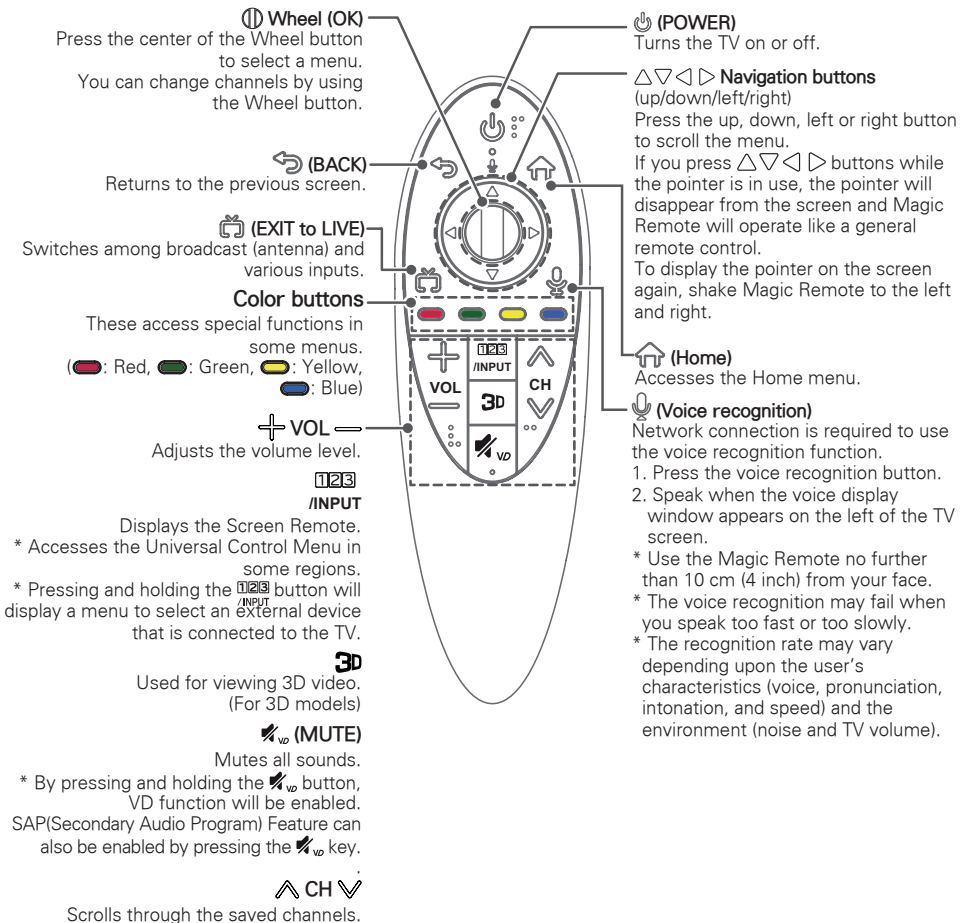 Wheel (OK)
Press the center of the Wheel button
to select a menu.
You can change channels by using
the Wheel button.
(BACK)
Returns to the previous screen.
(EXIT to LIVE)
Switches among broadcast (antenna) and
various inputs.
Color buttons
These access special functions in
some menus.
( : Red, : Green, : Yellow,
: Blue)
VOL
Adjusts the volume level.
123
/INPUT
Displays the Screen Remote.
* Accesses the Universal Control Menu in
some regions.
* Pressing and holding the 123/INPUT button will
display a menu to select an external device
that is connected to the TV.
3D
Used for viewing 3D video.
(For 3D models)
VD (MUTE)
Mutes all sounds.
* By pressing and holding the VD button,
VD function will be enabled.
SAP(Secondary Audio Program) Feature can
also be enabled by pressing the VD key.
.
CH
Scrolls through the saved channels.
123
/INPUT
VOL
CH
3D
VD
(POWER)
Turns the TV on or off.
△▽◁ ▷ Navigation buttons
(up/down/left/right)
Press the up, down, left or right button
to scroll the menu.
If you press △▽◁ ▷ buttons while
the pointer is in use, the pointer will
disappear from the screen and Magic
Remote will operate like a general
remote control.
To display the pointer on the screen
again, shake Magic Remote to the left
and right.
(Home)
Accesses the Home menu.
(Voice recognition)
Network connection is required to use
the voice recognition function.
1. Press the voice recognition button.
2. Speak when the voice display
window appears on the left of the TV
screen.
* Use the Magic Remote no further
than 10 cm (4 inch) from your face.
* The voice recognition may fail when
you speak too fast or too slowly.
* The recognition rate may vary
depending upon the user's
characteristics (voice, pronunciation,
intonation, and speed) and the
environment (noise and TV volume).